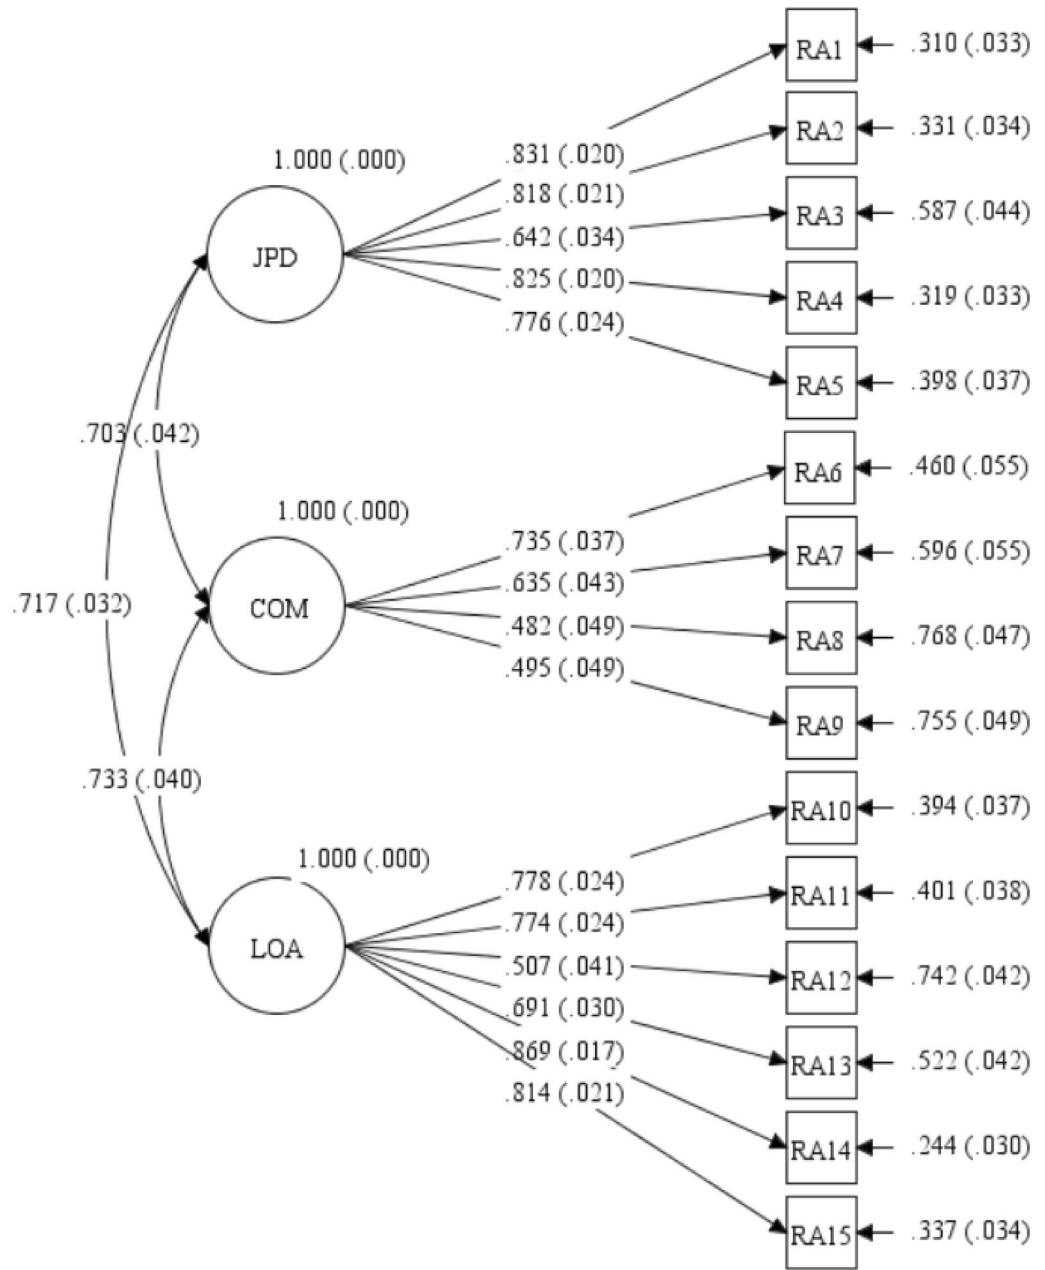 RA1
.310 (.033)
RA2
.331 (.034)
1.000 (.000)
.831 (.020)
.818 (.021)
RA3
.587 (.044)
.642 (.034)
JPD
.825 (.020)
RA4
.319 (.033)
.776 (.024)
RA5
.398 (.037)
.703 (.042)
RA6
.460 (.055)
1.000 (.000)
.735 (.037)
RA7
.596 (.055)
.635 (.043)
.717 (.032)
COM
.482 (.049)
RA8
.768 (.047)
.495 (.049)
RA9
.755 (.049)
.733 (.040)
RA10
.394 (.037)
1.000 (.000)
.778 (.024)
RA11
.401 (.038)
.774 (.024)
LOA
.507 (.041)
RA12
.742 (.042)
.691 (.030)
.869 (.017)
RA13
.522 (.042)
.814 (.021)
RA14
.244 (.030)
RA15
.337 (.034)